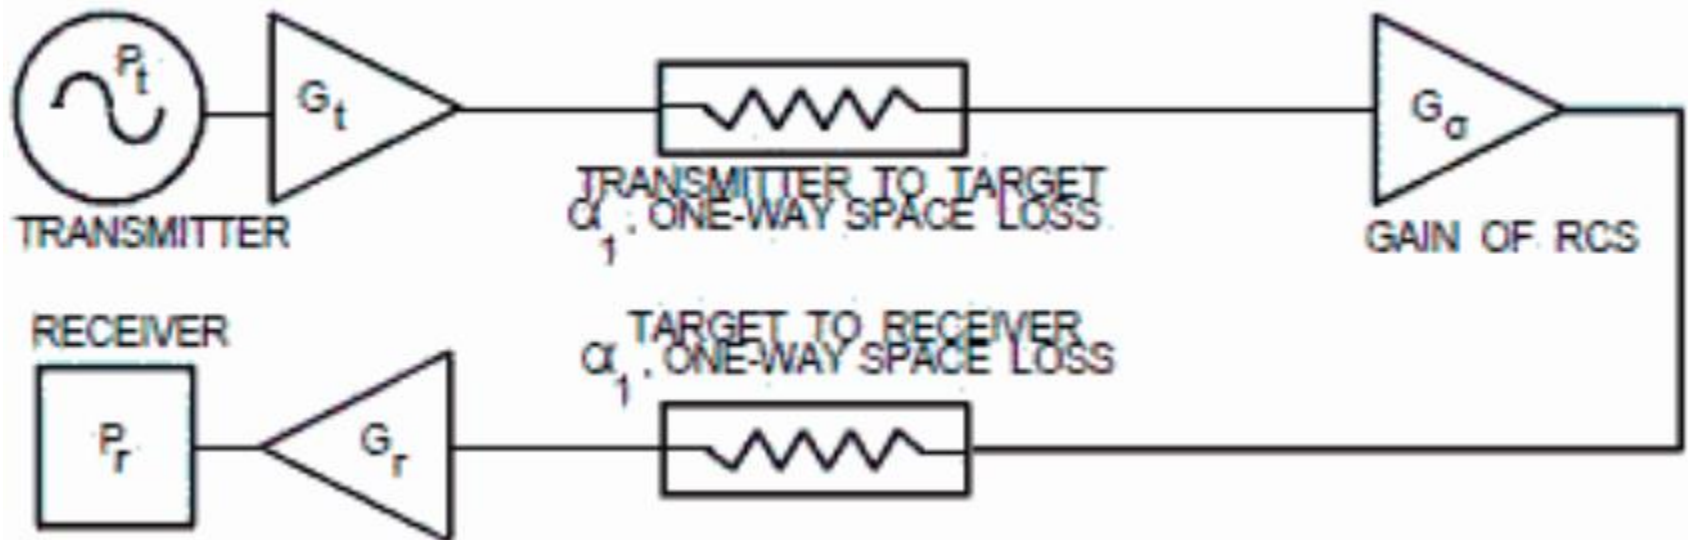 Pt
Gt
Gσ
TRANSMITTER TO TARGET
α1, ONE-WAY SPACE LOSS
TRANSMITTER
GAIN OF RCS
RECEIVER
TARGET TO RECEIVER
α1, ONE-WAY SPACE LOSS
Pr
Gr